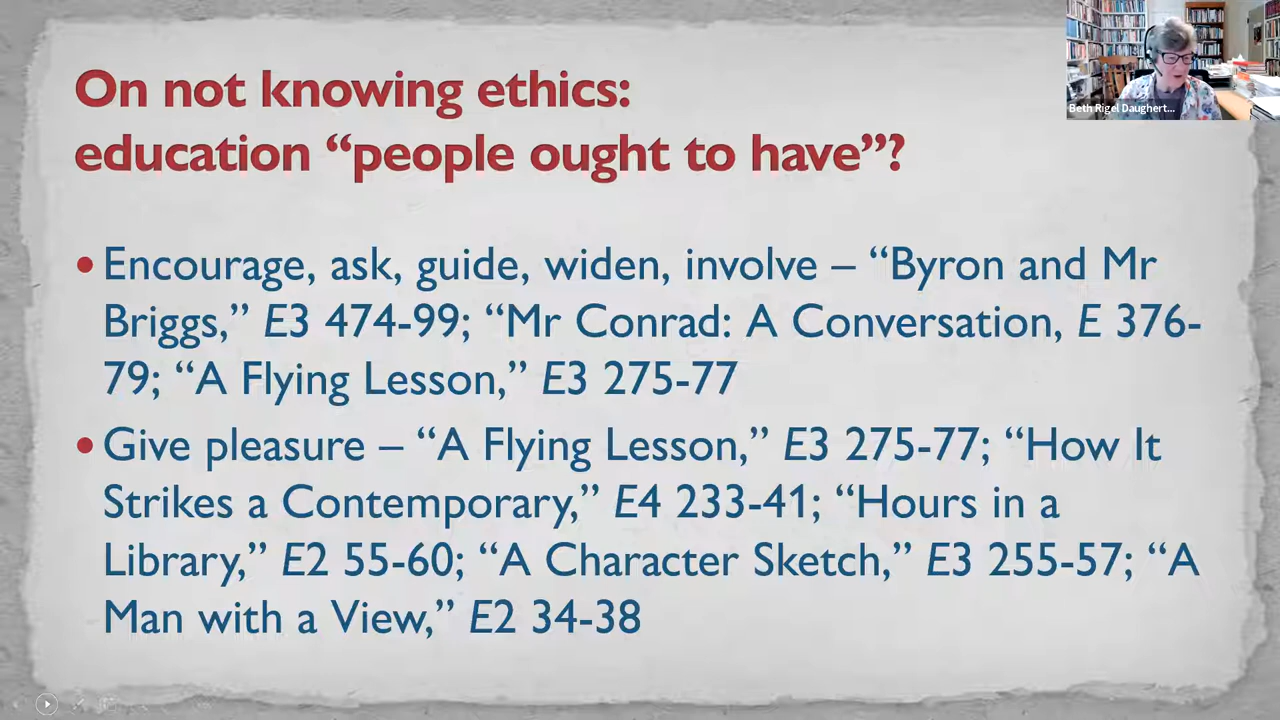 On not knowing ethics:
education “people ought to have”?
Beth Rigel Daughert...
• Encourage, ask, guide, widen, involve – “Byron and Mr
Briggs,” E3 474-99; “Mr Conrad: A Conversation, E 376-
79; “A Flying Lesson,” E3 275-77
• Give pleasure – “A Flying Lesson,” E3 275-77; “How It
Strikes a Contemporary,” E4 233-41; “Hours in a
Library,” E2 55-60; “A Character Sketch,” E3 255-57; “A
Man with a View,” E2 34-38